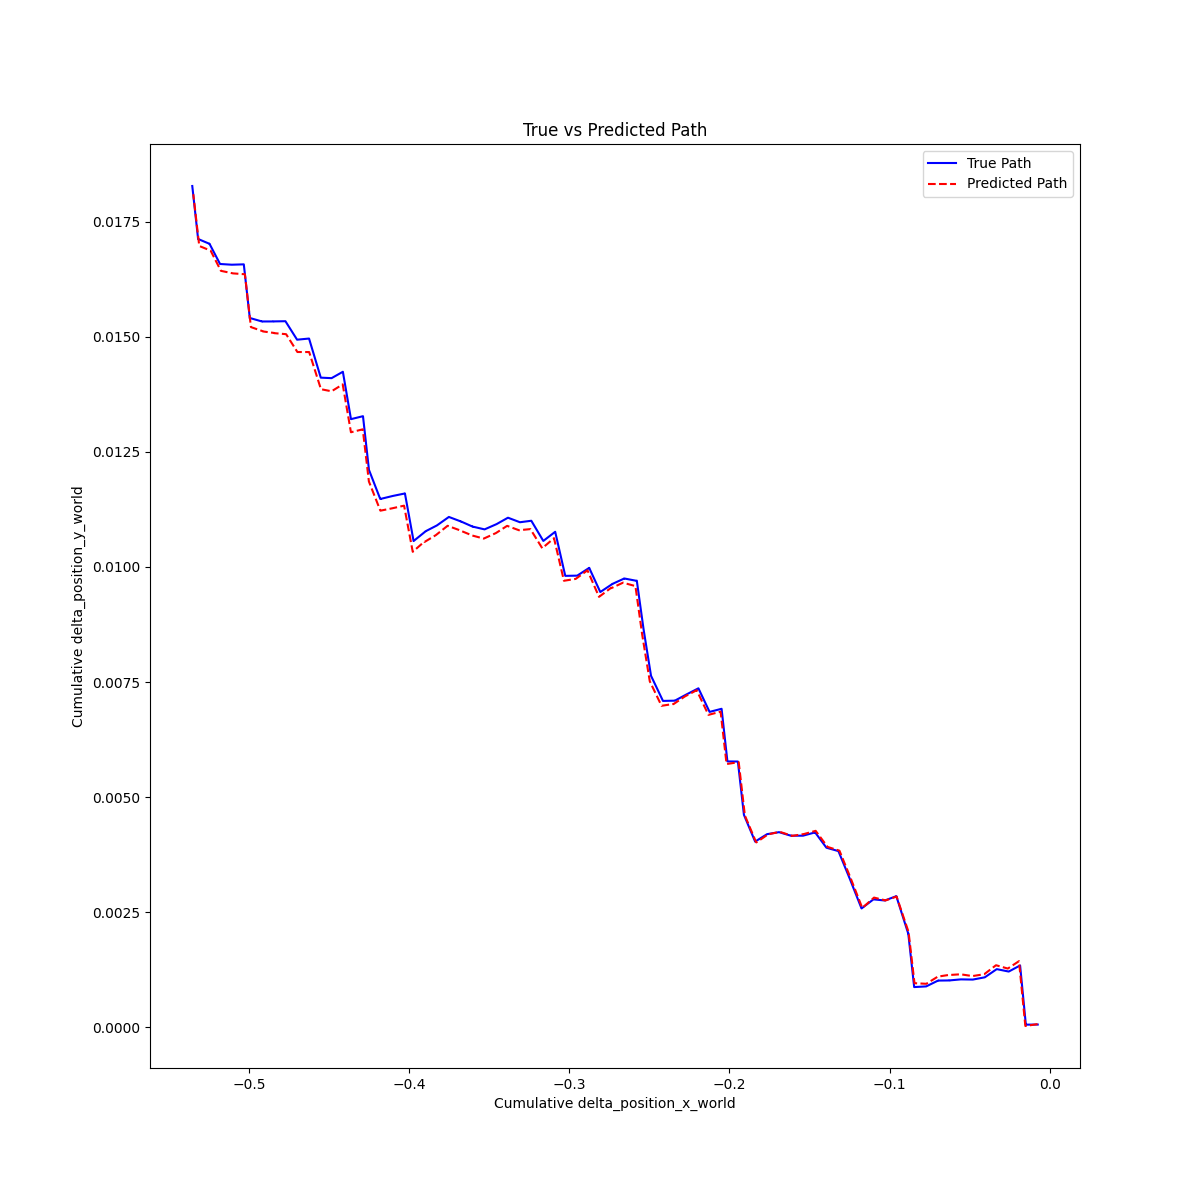 True vs Predicted Path
True Path
Predicted Path
0.0175
0.0150
0.0125
0.0100
0.0075
0.0050
0.0025
0.0000
Cumulative delta_position_y_world
−0.5 −0.4 −0.3 −0.2 −0.1 0.0
Cumulative delta_position_x_world